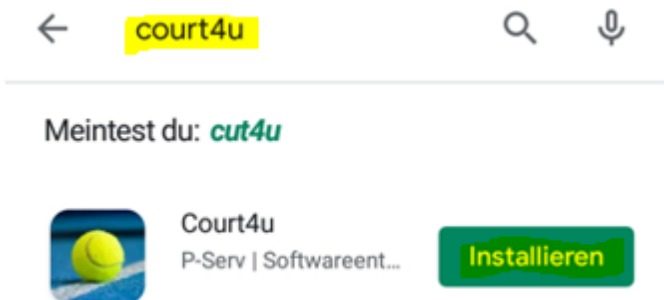 court4u
Meintest du: cut4u
Court4u
P-Serv | Softwareent...
Installieren